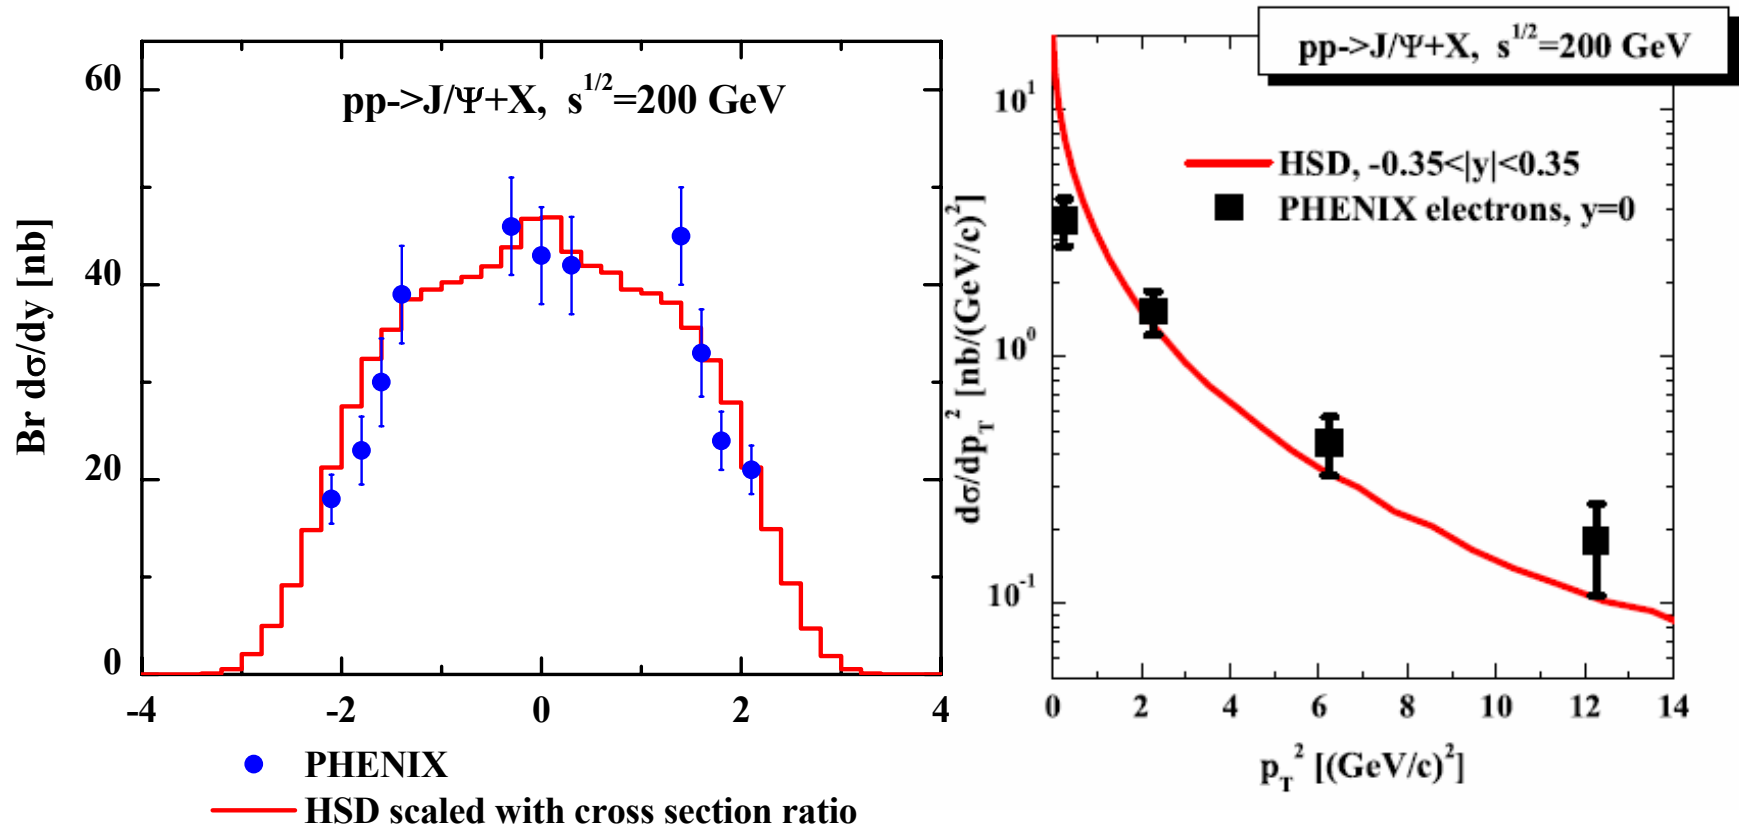 pp->J/Ψ+X, s^1/2=200 GeV
Br dσ/dy [nb]
60
40
20
0
-4 -2 0 2 4
PHENIX
HSD scaled with cross section ratio
pp->J/Ψ+X, s^1/2=200 GeV
HSD, -0.35<|y|<0.35
PHENIX electrons, y=0
dσ/dp_T^2 [nb/(GeV/c)^2]
10^1
10^0
10^-1
0 2 4 6 8 10 12 14
p_T^2 [(GeV/c)^2]